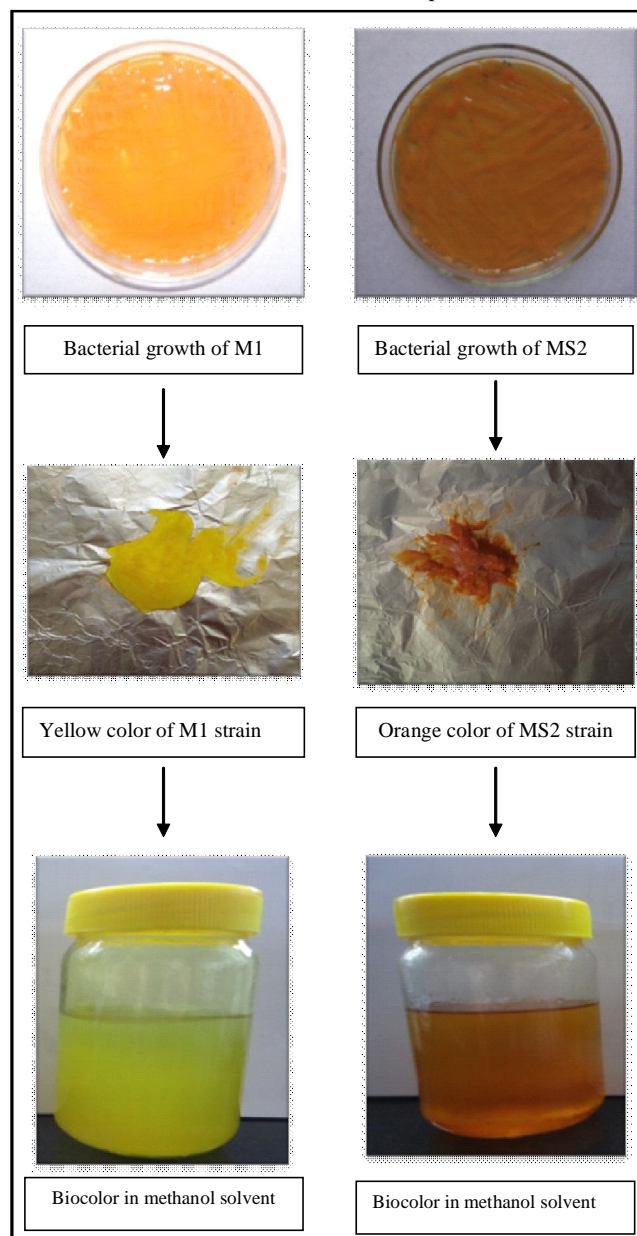 Bacterial growth of M1
Bacterial growth of MS2
Yellow color of M1 strain
Orange color of MS2 strain
Biocolor in methanol solvent
Biocolor in methanol solvent